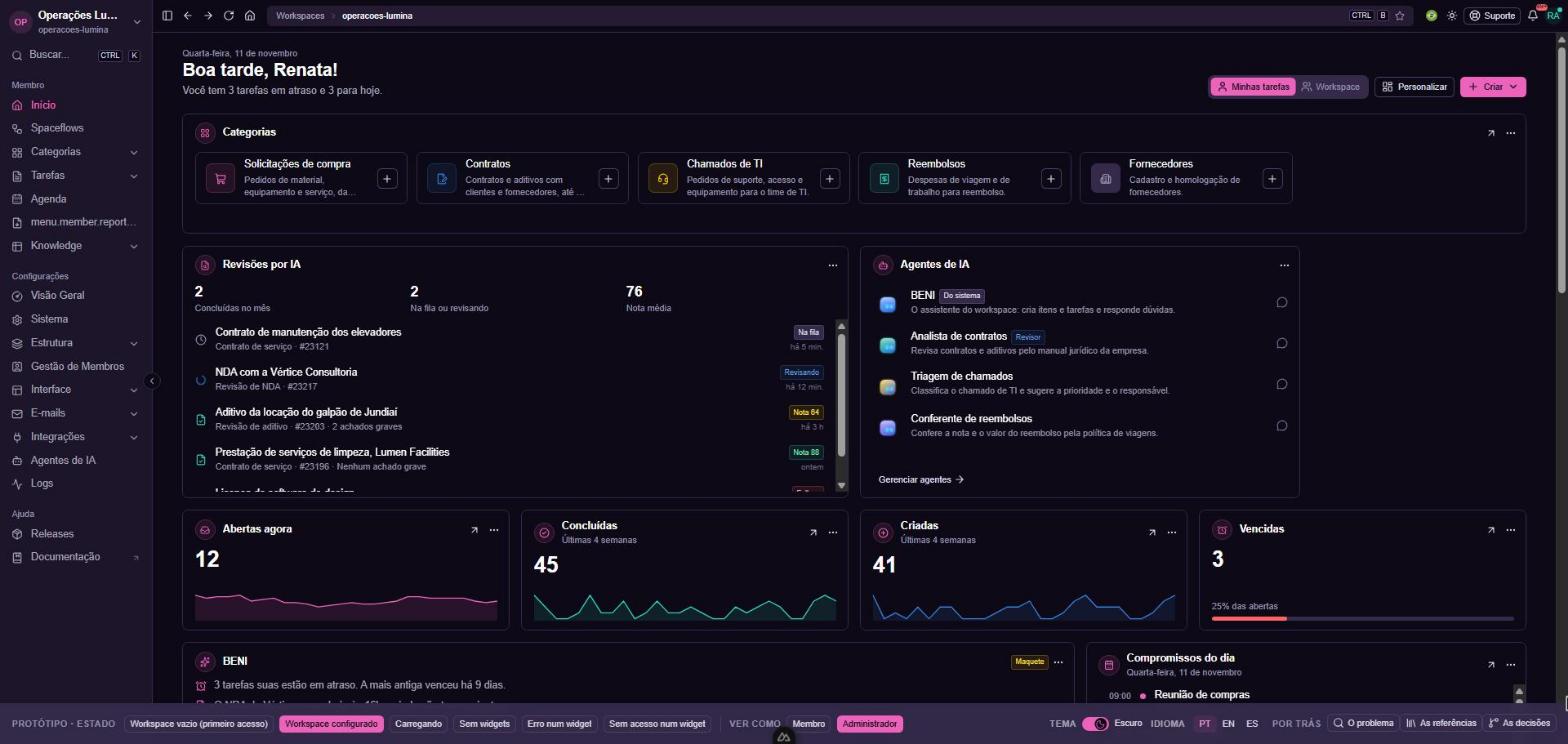 OP
Operações Lu...
operacoes-lumina
Workspaces > operacoes-lumina
CTRL B
Suporte
RA
Buscar...
CTRL K
Membro
Início
Spaceflows
Categorias
Tarefas
Agenda
menu.member.report...
Knowledge
Configurações
Visão Geral
Sistema
Estrutura
Gestão de Membros
Interface
E-mails
Integrações
Agentes de IA
Logs
Ajuda
Releases
Documentação
Quarta-feira, 11 de novembro
Boa tarde, Renata!
Você tem 3 tarefas em atraso e 3 para hoje.
Minhas tarefas
Workspace
Personalizar
Criar
Categorias
Solicitações de compra
Pedidos de material,
equipamento e serviço, da...
Contratos
Contratos e aditivos com
clientes e fornecedores, até ...
Chamados de TI
Pedidos de suporte, acesso e
equipamento para o time de TI.
Reembolsos
Despesas de viagem e de
trabalho para reembolso.
Fornecedores
Cadastro e homologação de
fornecedores.
Revisões por IA
2
Concluídas no mês
2
Na fila ou revisando
76
Nota média
Contrato de manutenção dos elevadores
Contrato de serviço · #23121
Na fila
há 5 min.
NDA com a Vértice Consultoria
Revisão de NDA · #23217
Revisando
há 12 min.
Aditivo da locação do galpão de Jundiaí
Revisão de aditivo · #23203 · 2 achados graves
Nota 64
há 3 h
Prestação de serviços de limpeza, Lumen Facilities
Contrato de serviço · #23196 · Nenhum achado grave
Nota 88
ontem
Agentes de IA
BENI
Do sistema
O assistente do workspace: cria itens e tarefas e responde dúvidas.
Analista de contratos
Revisor
Revisa contratos e aditivos pelo manual jurídico da empresa.
Triagem de chamados
Classifica o chamado de TI e sugere a prioridade e o responsável.
Conferente de reembolsos
Confere a nota e o valor do reembolso pela política de viagens.
Gerenciar agentes →
Abertas agora
12
Concluídas
Últimas 4 semanas
45
Criadas
Últimas 4 semanas
41
Vencidas
3
25% das abertas
BENI
Maquete
3 tarefas suas estão em atraso. A mais antiga venceu há 9 dias.
Compromissos do dia
Quarta-feira, 11 de novembro
09:00
Reunião de compras
PROTÓTIPO · ESTADO
Workspace vazio (primeiro acesso)
Workspace configurado
Carregando
Sem widgets
Erro num widget
Sem acesso num widget
VER COMO
Membro
Administrador
TEMA
Escuro
IDIOMA
PT
EN
ES
POR TRÁS
O problema
As referências
As decisões